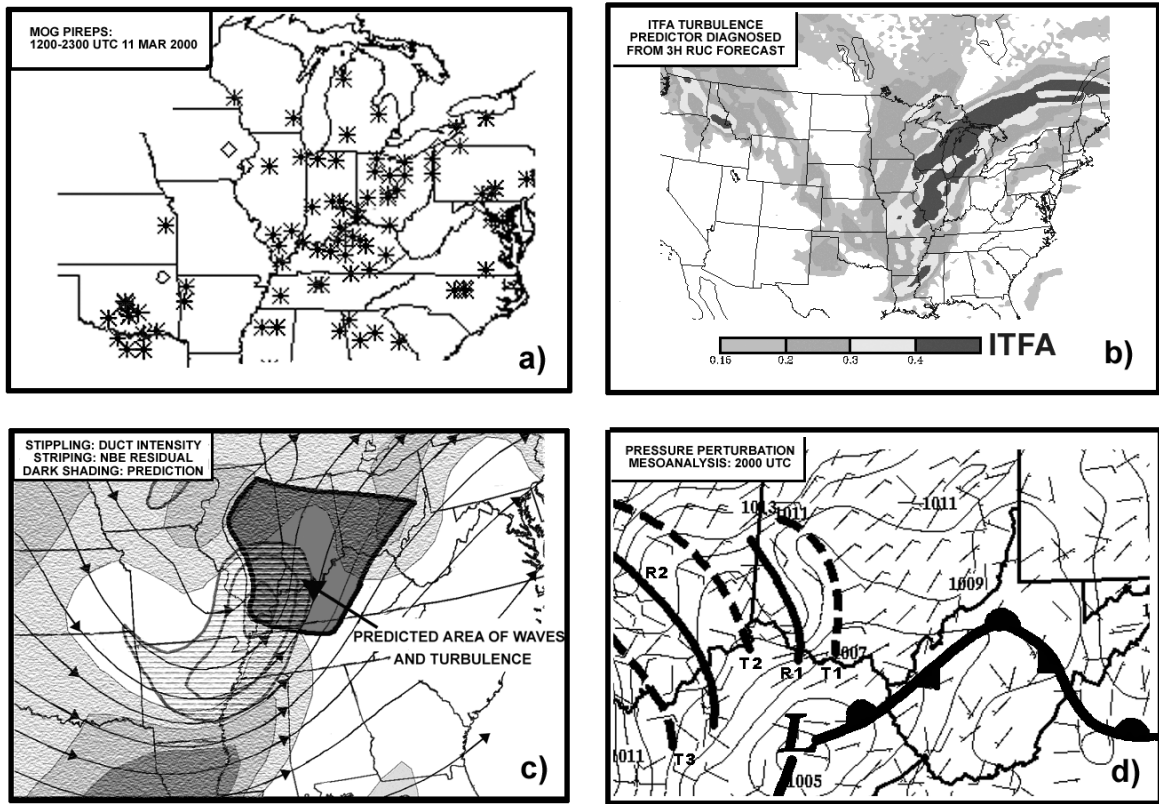 MOG PIREPS:
1200-2300 UTC 11 MAR 2000
a)
ITFA TURBULENCE
PREDICTOR DIAGNOSED
FROM 3H RUC FORECAST
0.16 0.2 0.3 0.4
ITFA
b)
STIPPLING: DUCT INTENSITY
STRIPING: NBE RESIDUAL
DARK SHADING: PREDICTION
PREDICTED AREA OF WAVES
AND TURBULENCE
c)
PRESSURE PERTURBATION
MESOANALYSIS: 2000 UTC
1013
1011
1011
R2
1009
T2
R1
T1
1007
L
1011
T3
1005
d)